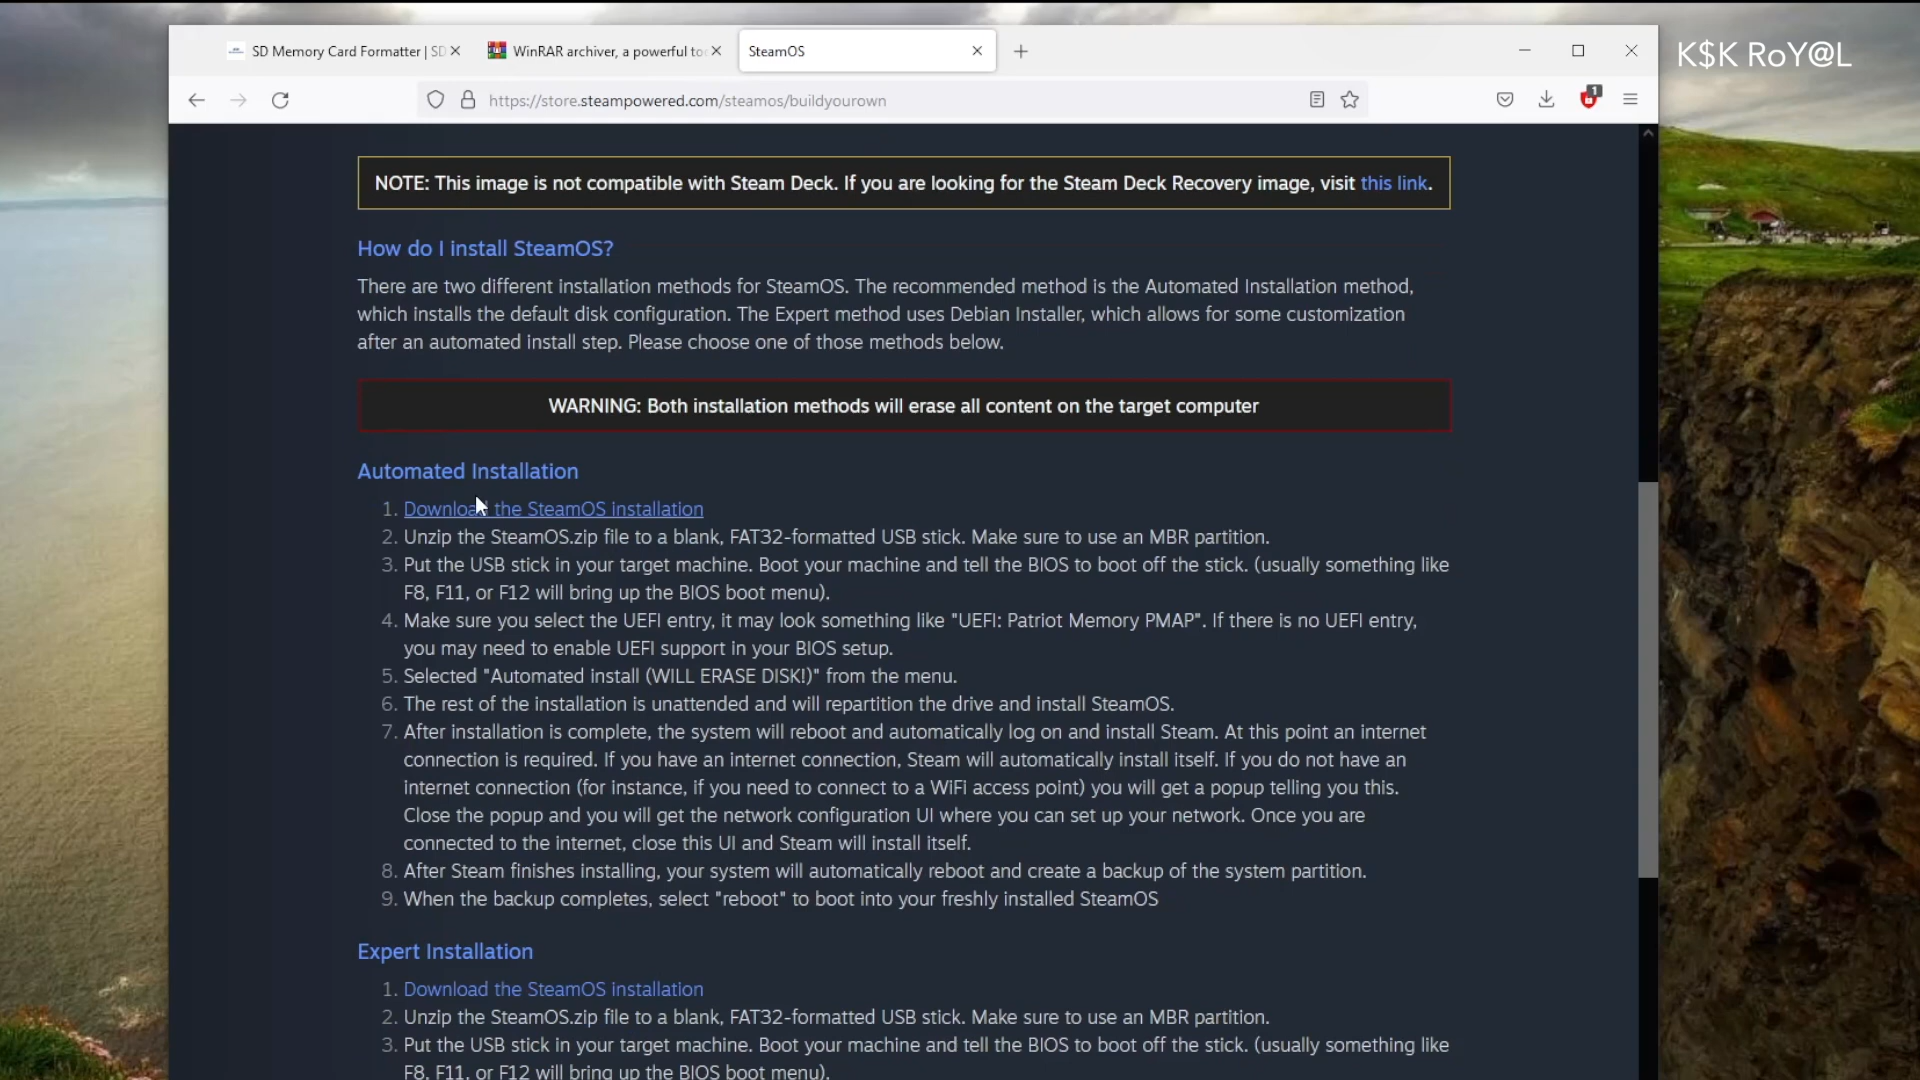 SD Memory Card Formatter | SD
WinRAR archiver, a powerful to
SteamOS
K$K RoY@L
https://store.steampowered.com/steamos/buildyourown
1
NOTE: This image is not compatible with Steam Deck. If you are looking for the Steam Deck Recovery image, visit this link.
How do I install SteamOS?
There are two different installation methods for SteamOS. The recommended method is the Automated Installation method,
which installs the default disk configuration. The Expert method uses Debian Installer, which allows for some customization
after an automated install step. Please choose one of those methods below.
WARNING: Both installation methods will erase all content on the target computer
Automated Installation
1. Download the SteamOS installation
2. Unzip the SteamOS.zip file to a blank, FAT32-formatted USB stick. Make sure to use an MBR partition.
3. Put the USB stick in your target machine. Boot your machine and tell the BIOS to boot off the stick. (usually something like
F8, F11, or F12 will bring up the BIOS boot menu).
4. Make sure you select the UEFI entry, it may look something like "UEFI: Patriot Memory PMAP". If there is no UEFI entry,
you may need to enable UEFI support in your BIOS setup.
5. Selected "Automated install (WILL ERASE DISK!)" from the menu.
6. The rest of the installation is unattended and will repartition the drive and install SteamOS.
7. After installation is complete, the system will reboot and automatically log on and install Steam. At this point an internet
connection is required. If you have an internet connection, Steam will automatically install itself. If you do not have an
internet connection (for instance, if you need to connect to a WiFi access point) you will get a popup telling you this.
Close the popup and you will get the network configuration UI where you can set up your network. Once you are
connected to the internet, close this UI and Steam will install itself.
8. After Steam finishes installing, your system will automatically reboot and create a backup of the system partition.
9. When the backup completes, select "reboot" to boot into your freshly installed SteamOS
Expert Installation
1. Download the SteamOS installation
2. Unzip the SteamOS.zip file to a blank, FAT32-formatted USB stick. Make sure to use an MBR partition.
3. Put the USB stick in your target machine. Boot your machine and tell the BIOS to boot off the stick. (usually something like
F8, F11, or F12 will bring up the BIOS boot menu).